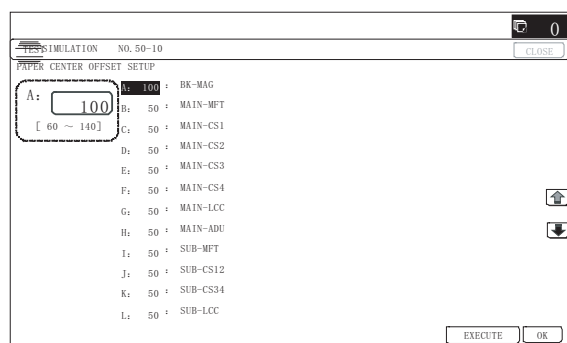 0
TEST SIMULATION NO.50-10
CLOSE
PAPER CENTER OFFSET SETUP
A: 100
[ 60 ~ 140]
A: 100 : BK-MAG
B: 50 : MAIN-MFT
C: 50 : MAIN-CS1
D: 50 : MAIN-CS2
E: 50 : MAIN-CS3
F: 50 : MAIN-CS4
G: 50 : MAIN-LCC
H: 50 : MAIN-ADU
I: 50 : SUB-MFT
J: 50 : SUB-CS12
K: 50 : SUB-CS34
L: 50 : SUB-LCC
EXECUTE OK